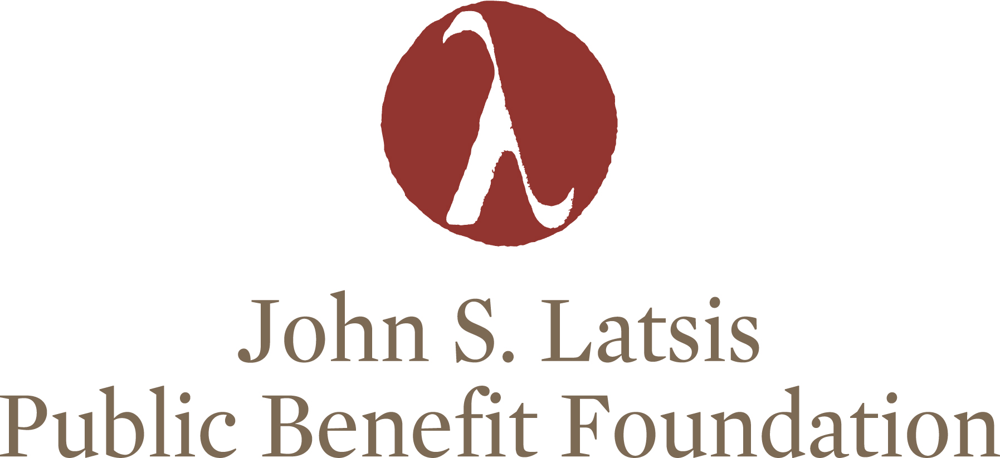 λ
John S. Latsis
Public Benefit Foundation